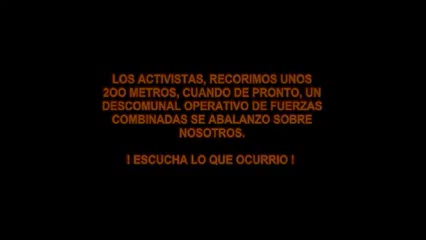 LOS ACTIVISTAS, RECORIMOS UNOS
200 METROS, CUANDO DE PRONTO, UN
DESCOMUNAL OPERATIVO DE FUERZAS
COMBINADAS SE ABALANZO SOBRE
NOSOTROS.
! ESCUCHA LO QUE OCURRIO !